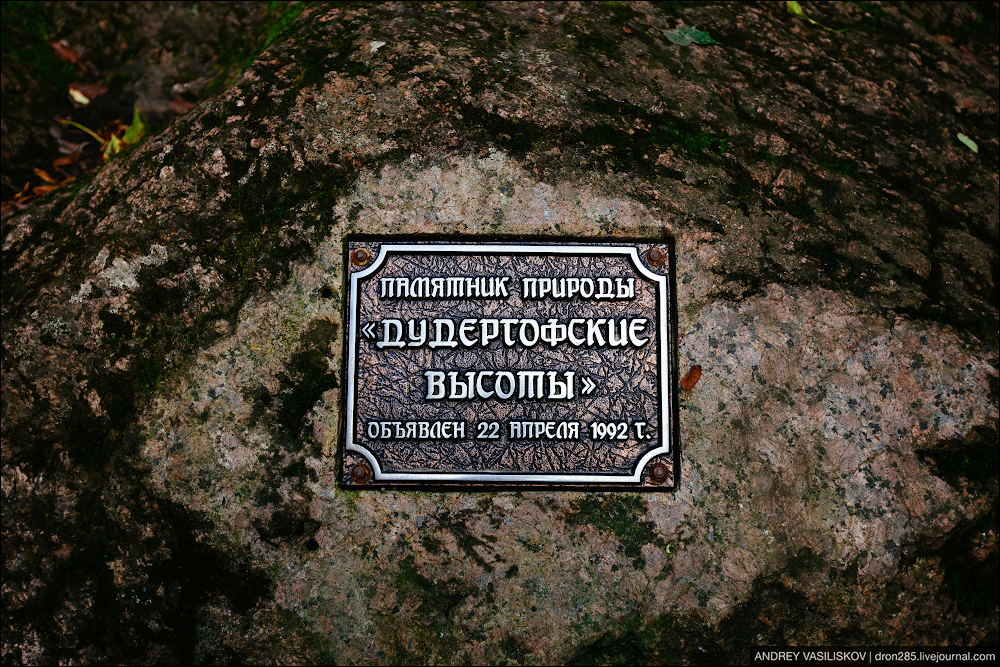 ПАМЯТНИК ПРИРОДЫ
«ДУДЕРГОФСКИЕ
ВЫСОТЫ»
ОБЪЯВЛЕН 22 АПРЕЛЯ 1992 Г.
ANDREY VASILISKOV | dron285.livejournal.com